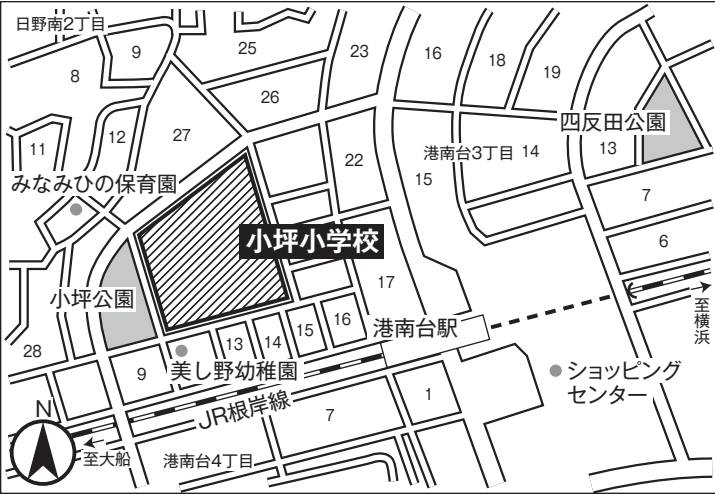 日野南2丁目
9
25
23
16
18
19
8
26
12
27
11
四反田公園
港南台3丁目
14
13
22
15
みなみひの保育園
7
小坪小学校
6
17
小坪公園
至横浜
16
15
14
13
港南台駅
28
9
美し野幼稚園
1
ショッピング
センター
N
JR根岸線
7
至大船
港南台4丁目